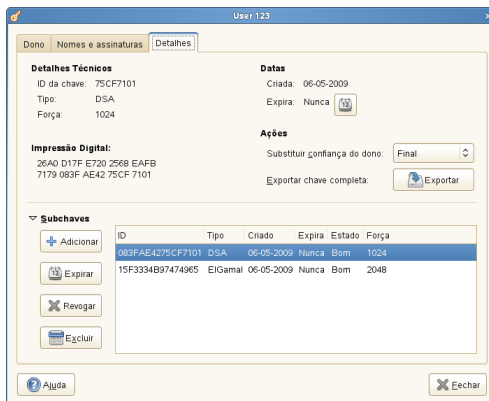 User 123
Dono Nomes e assinaturas Detalhes
Detalhes Técnicos
ID da chave: 75CF7101
Tipo: DSA
Força: 1024
Datas
Criada: 06-05-2009
Expira: Nunca
Impressão Digital:
26A0 D17F E720 2568 EAFB
7179 083F AE42 75CF 7101
Ações
Substituir confiança do dono: Final
Exportar chave completa: Exportar
Subchaves
Adicionar
Expirar
Revogar
Excluir
ID Tipo Criado Expira Estado Força
083FAE4275CF7101 DSA 06-05-2009 Nunca Bom 1024
15F3334B97474965 ElGamal 06-05-2009 Nunca Bom 2048
Ajuda
Fechar